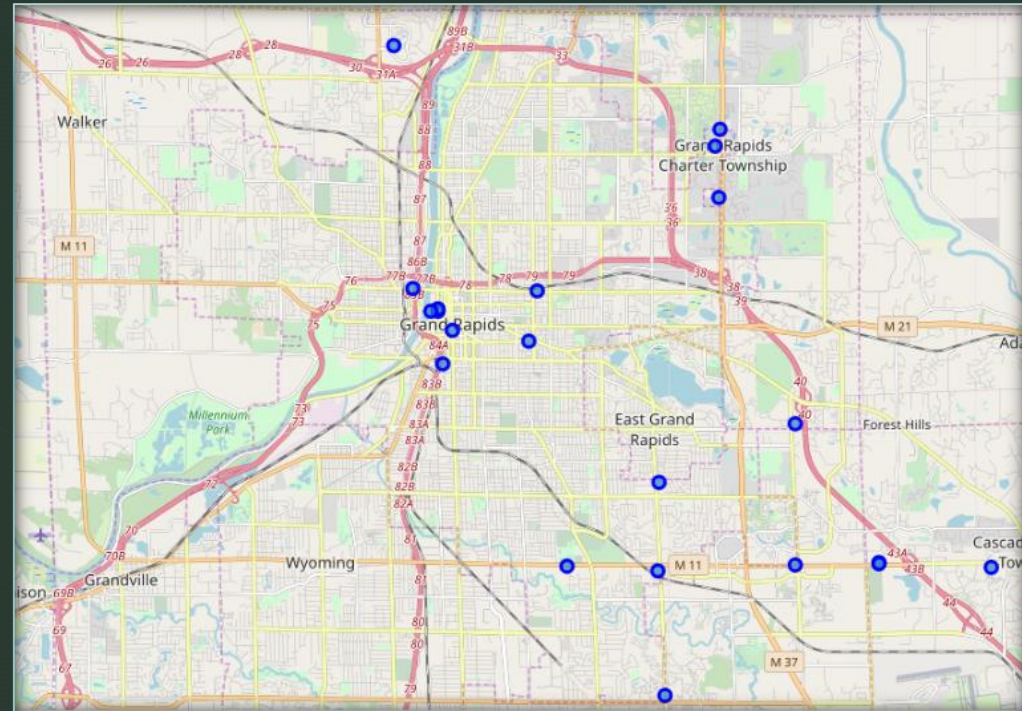 89B
31B
28
28
33
26
26
30
31A
89
Walker
88
Grand Rapids
Charter Township
88
87
36
36
M 11
87
86B
76
77B
77B
78
78
79
79
38
38
39
75
75
Grand Rapids
M 21
84A
Ada
40
83B
40
73
73
Millennium
Park
83B
83A
83A
East Grand
Rapids
Forest Hills
82B
82B
82A
72
70
81
70B
Wyoming
M 11
43A
43B
Cascad
Tow
Grandville
ison
69B
81
44
44
80
69
80
M 37
67
79